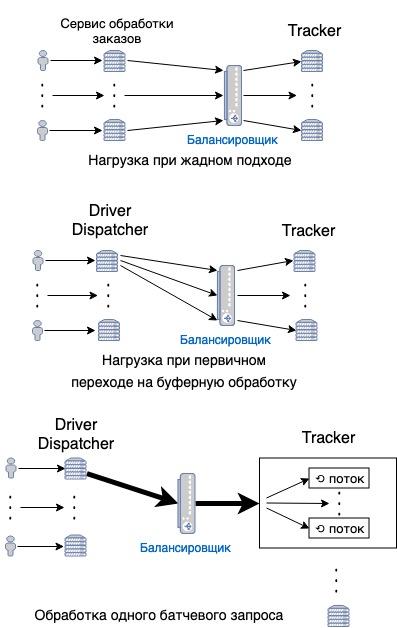 Сервис обработки
заказов
Tracker
Балансировщик
Нагрузка при жадном подходе
Driver
Dispatcher
Tracker
Балансировщик
Нагрузка при первичном
переходе на буферную обработку
Driver
Dispatcher
Tracker
⟲ поток
⟲ поток
Балансировщик
Обработка одного батчевого запроса